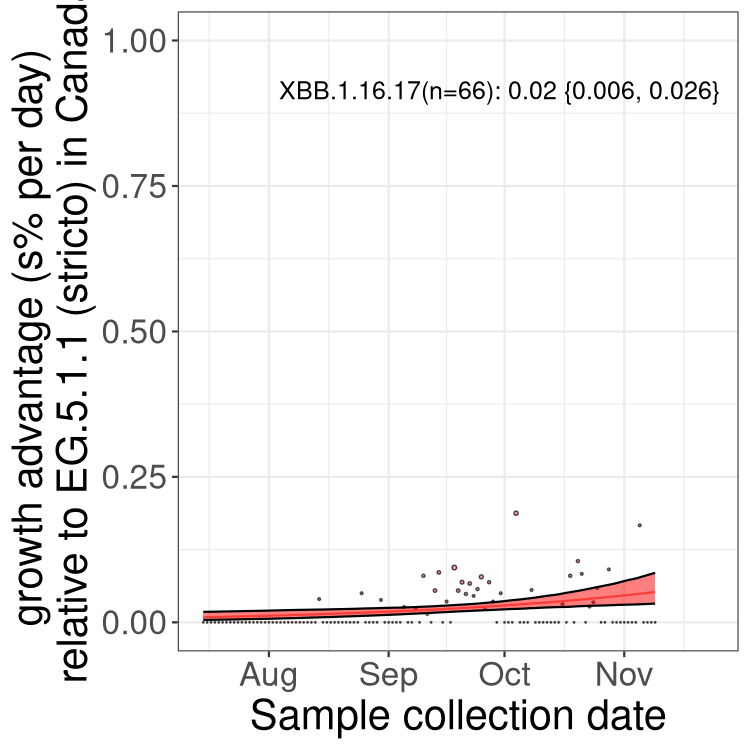 growth advantage (s% per day)
relative to EG.5.1.1 (stricto) in Canada
1.00
0.75
0.50
0.25
0.00
XBB.1.16.17(n=66): 0.02 {0.006, 0.026}
Aug Sep Oct Nov
Sample collection date